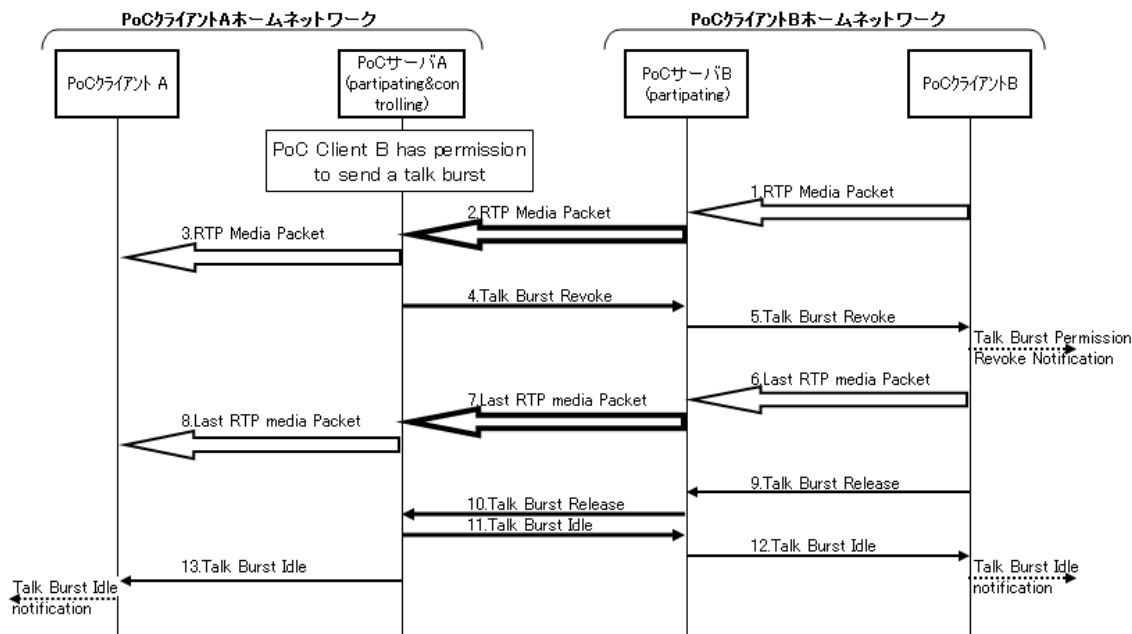 PoCクライアントAホームネットワーク
PoCクライアントBホームネットワーク
PoCクライアント A
PoCサーバA
(partipating&con
trolling)
PoCサーバB
(partipating)
PoCクライアントB
PoC Client B has permission
to send a talk burst
1.RTP Media Packet
2.RTP Media Packet
3.RTP Media Packet
4.Talk Burst Revoke
5.Talk Burst Revoke
Talk Burst Permission
Revoke Notification
6.Last RTP media Packet
7.Last RTP media Packet
8.Last RTP media Packet
9.Talk Burst Release
10.Talk Burst Release
11.Talk Burst Idle
12.Talk Burst Idle
13.Talk Burst Idle
Talk Burst Idle
notification
Talk Burst Idle
notification